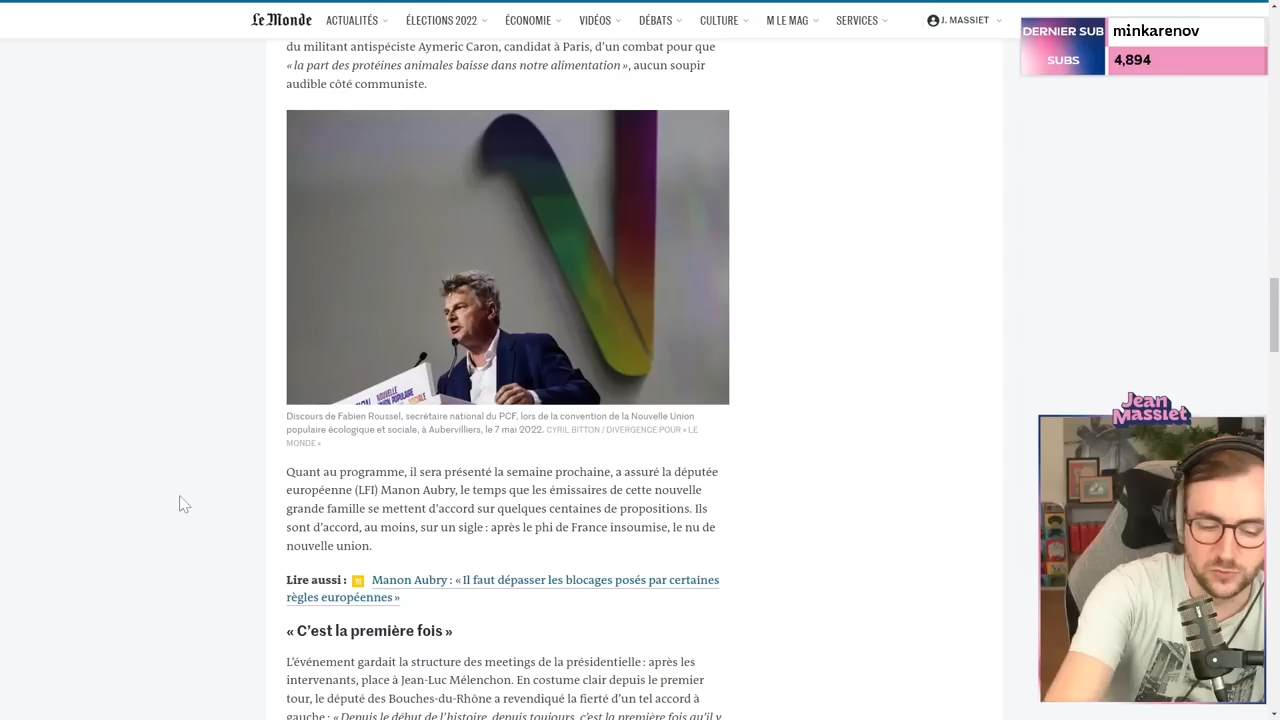 Le Monde
ACTUALITÉS ÉLECTIONS 2022 ÉCONOMIE VIDÉOS DÉBATS CULTURE M LE MAG SERVICES J. MASSIET
DERNIER SUB minkarenov
SUBS 4,894
du militant antispéciste Aymeric Caron, candidat à Paris, d’un combat pour que
« la part des protéines animales baisse dans notre alimentation », aucun soupir
audible côté communiste.
NOUVELLE
UNION POPULAIRE
Discours de Fabien Roussel, secrétaire national du PCF, lors de la convention de la Nouvelle Union
populaire écologique et sociale, à Aubervilliers, le 7 mai 2022. CYRIL BITTON / DIVERGENCE POUR « LE
MONDE »
Quant au programme, il sera présenté la semaine prochaine, a assuré la députée
européenne (LFI) Manon Aubry, le temps que les émissaires de cette nouvelle
grande famille se mettent d’accord sur quelques centaines de propositions. Ils
sont d’accord, au moins, sur un sigle : après le phi de France insoumise, le nu de
nouvelle union.
Lire aussi : Manon Aubry : « Il faut dépasser les blocages posés par certaines
règles européennes »
« C’est la première fois »
L’événement gardait la structure des meetings de la présidentielle : après les
intervenants, place à Jean-Luc Mélenchon. En costume clair depuis le premier
tour, le député des Bouches-du-Rhône a revendiqué la fierté d’un tel accord à
gauche : « Depuis le début de l’histoire, depuis toujours, c’est la première fois qu’il y
Jean
Massiet